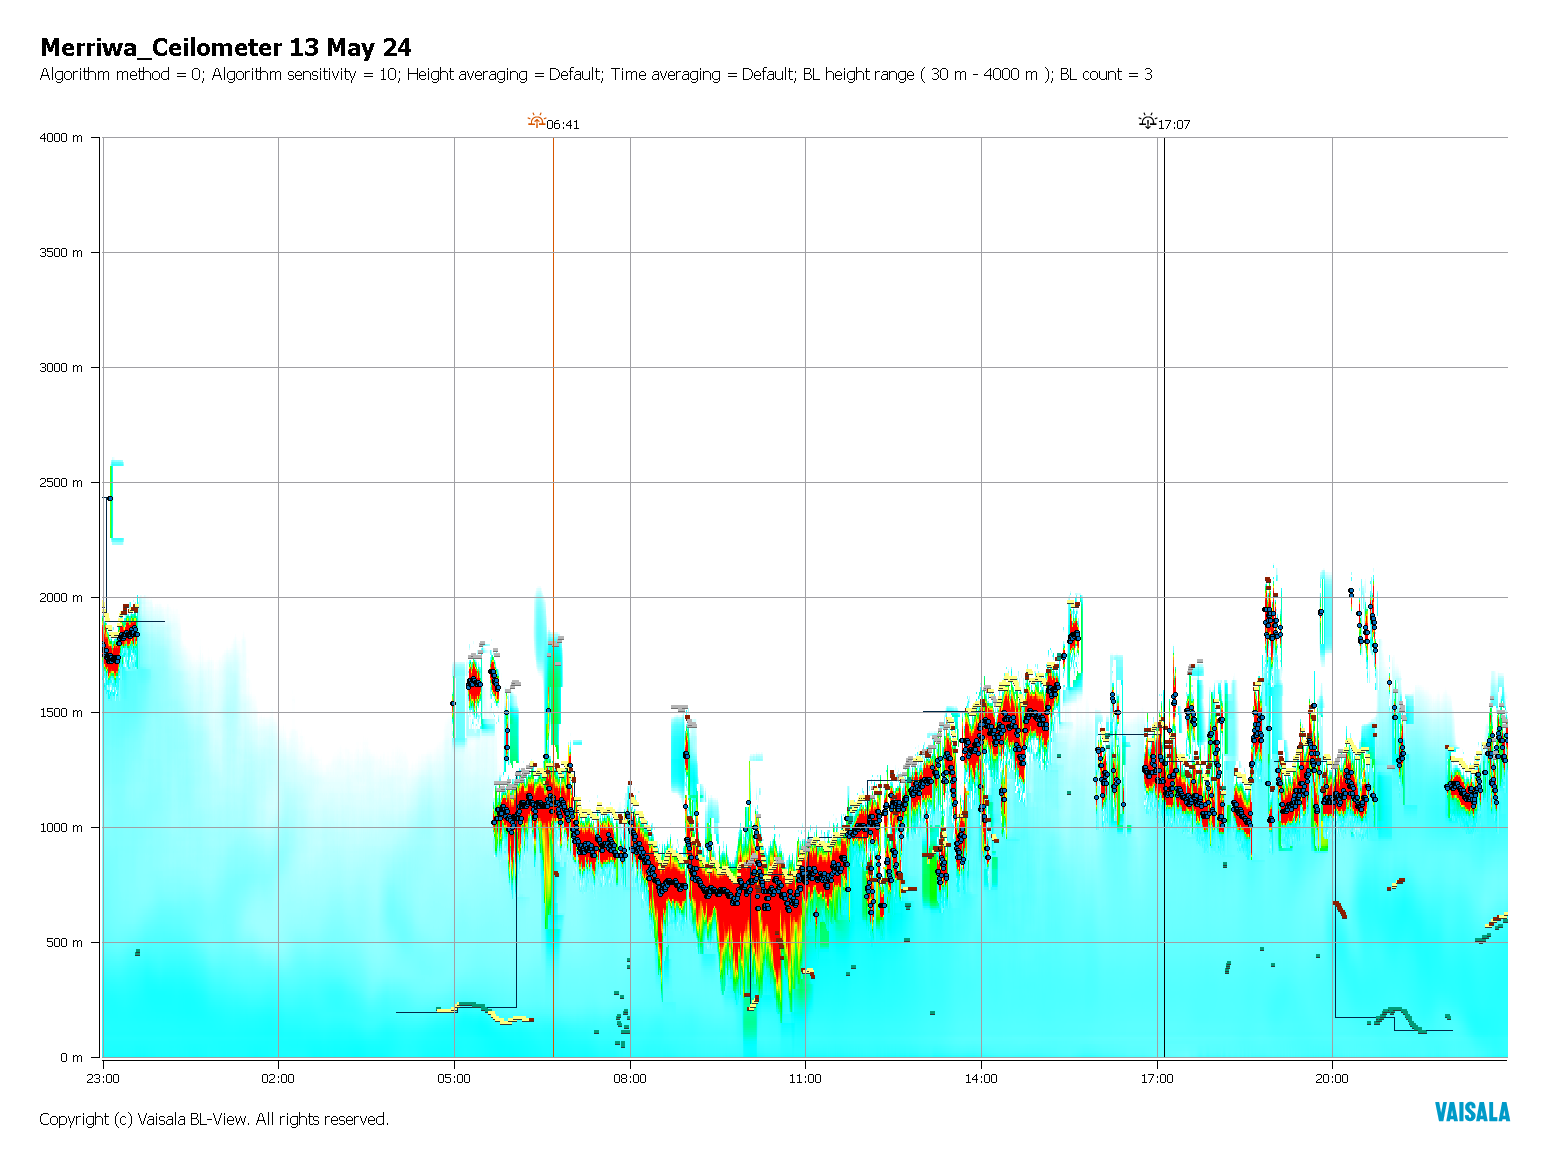 Merriwa_Ceilometer 13 May 24
Algorithm method = 0; Algorithm sensitivity = 10; Height averaging = Default; Time averaging = Default; BL height range ( 30 m - 4000 m ); BL count = 3
06:41
17:07
4000 m
3500 m
3000 m
2500 m
2000 m
1500 m
1000 m
500 m
0 m
23:00
02:00
05:00
08:00
11:00
14:00
17:00
20:00
Copyright (c) Vaisala BL-View. All rights reserved.
VAISALA